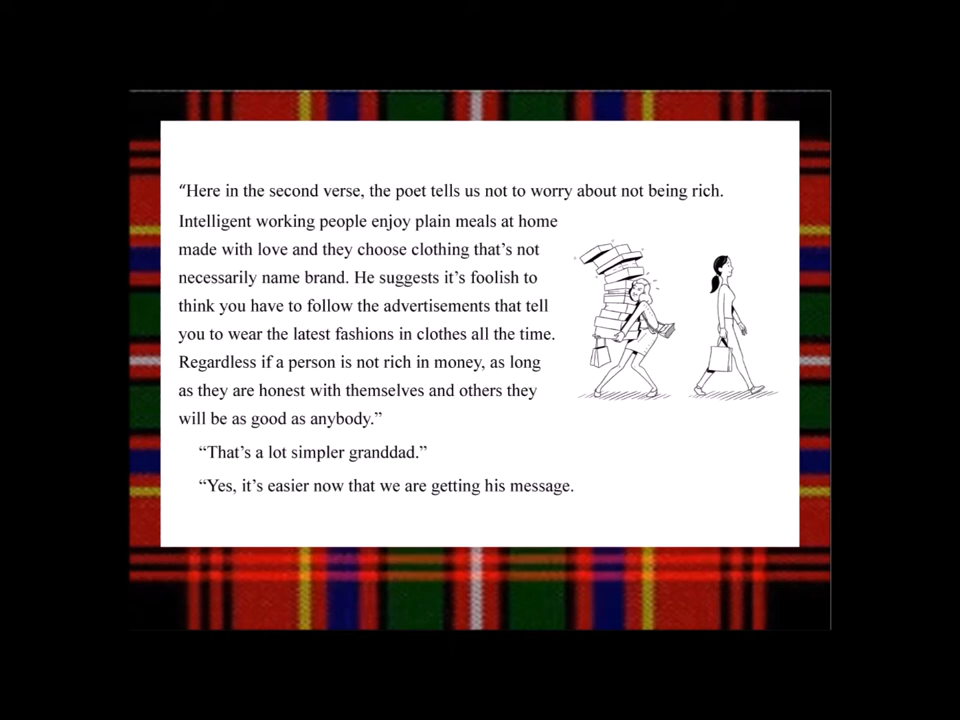 “Here in the second verse, the poet tells us not to worry about not being rich.
Intelligent working people enjoy plain meals at home
made with love and they choose clothing that’s not
necessarily name brand. He suggests it’s foolish to
think you have to follow the advertisements that tell
you to wear the latest fashions in clothes all the time.
Regardless if a person is not rich in money, as long
as they are honest with themselves and others they
will be as good as anybody.”
“That’s a lot simpler granddad.”
“Yes, it’s easier now that we are getting his message.